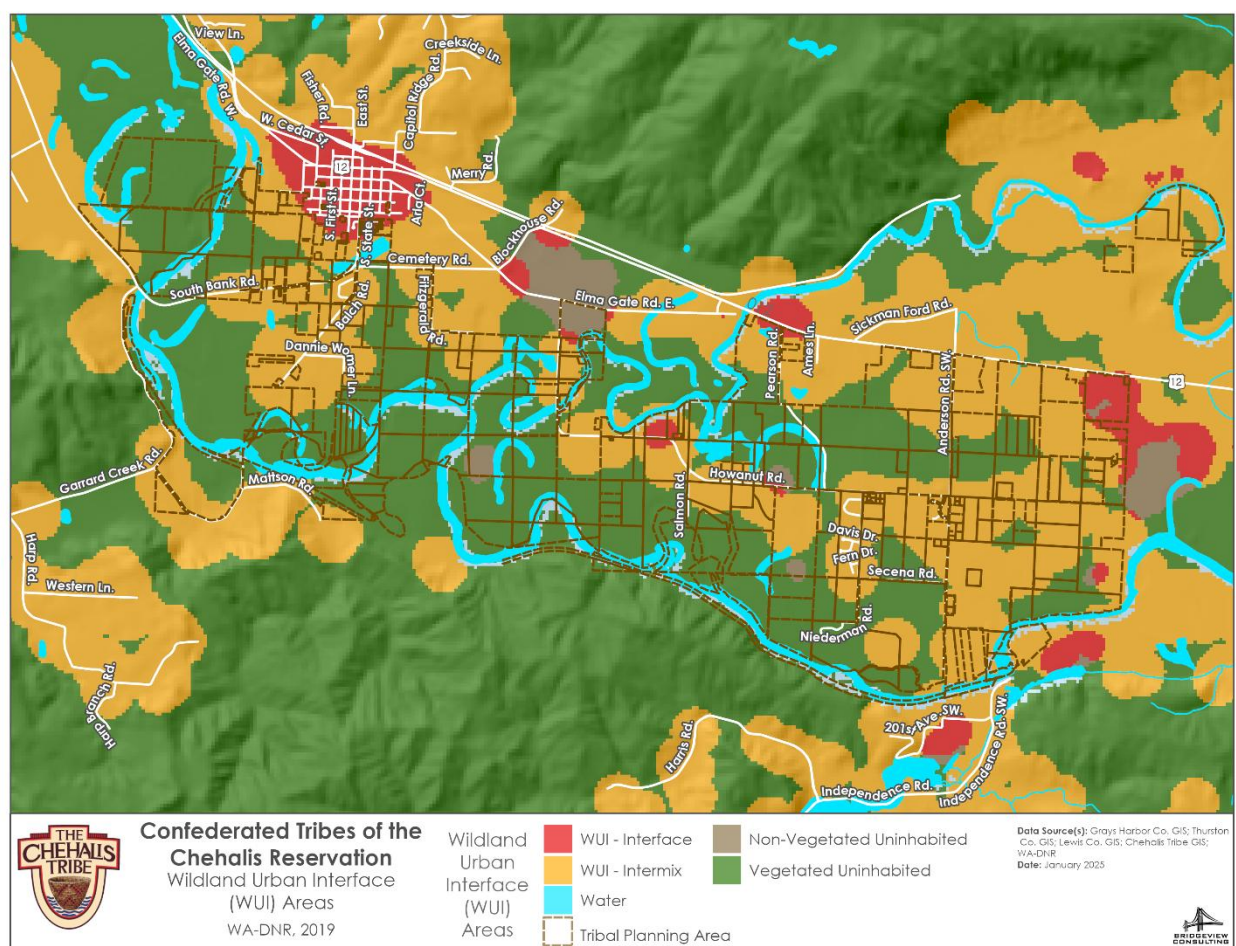 View Ln.
Elma Gate Rd. W.
Creekside Ln.
Fisher Rd.
East St.
Capitol Ridge Rd.
W. Cedar St.
12
Merry Rd.
S. First St.
S. State St.
Arla Ct.
Blockhouse Rd.
Cemetery Rd.
South Bank Rd.
Balch Rd.
Fitzgerald Rd.
Elma Gate Rd. E.
Sickman Ford Rd.
Dannie Womer Ln.
Pearson Rd.
Ames Ln.
Anderson Rd. SW.
12
Garrard Creek Rd.
Mattson Rd.
Salmon Rd.
Howanut Rd.
Davis Dr.
Fern Dr.
Secena Rd.
Harp Rd.
Western Ln.
Niederman Rd.
Harp Branch Rd.
201st Ave. SW.
Harris Rd.
Independence Rd.
Independence Rd. SW.
THE
CHEHALIS
TRIBE
Confederated Tribes of the
Chehalis Reservation
Wildland Urban Interface
(WUI) Areas
WA-DNR, 2019
Wildland
Urban
Interface
(WUI)
Areas
WUI - Interface
WUI - Intermix
Water
Tribal Planning Area
Non-Vegetated Uninhabited
Vegetated Uninhabited
Data Source(s): Grays Harbor Co. GIS; Thurston
Co. GIS; Lewis Co. GIS; Chehalis Tribe GIS;
WA-DNR
Date: January 2025
BRIDGEVIEW
CONSULTING